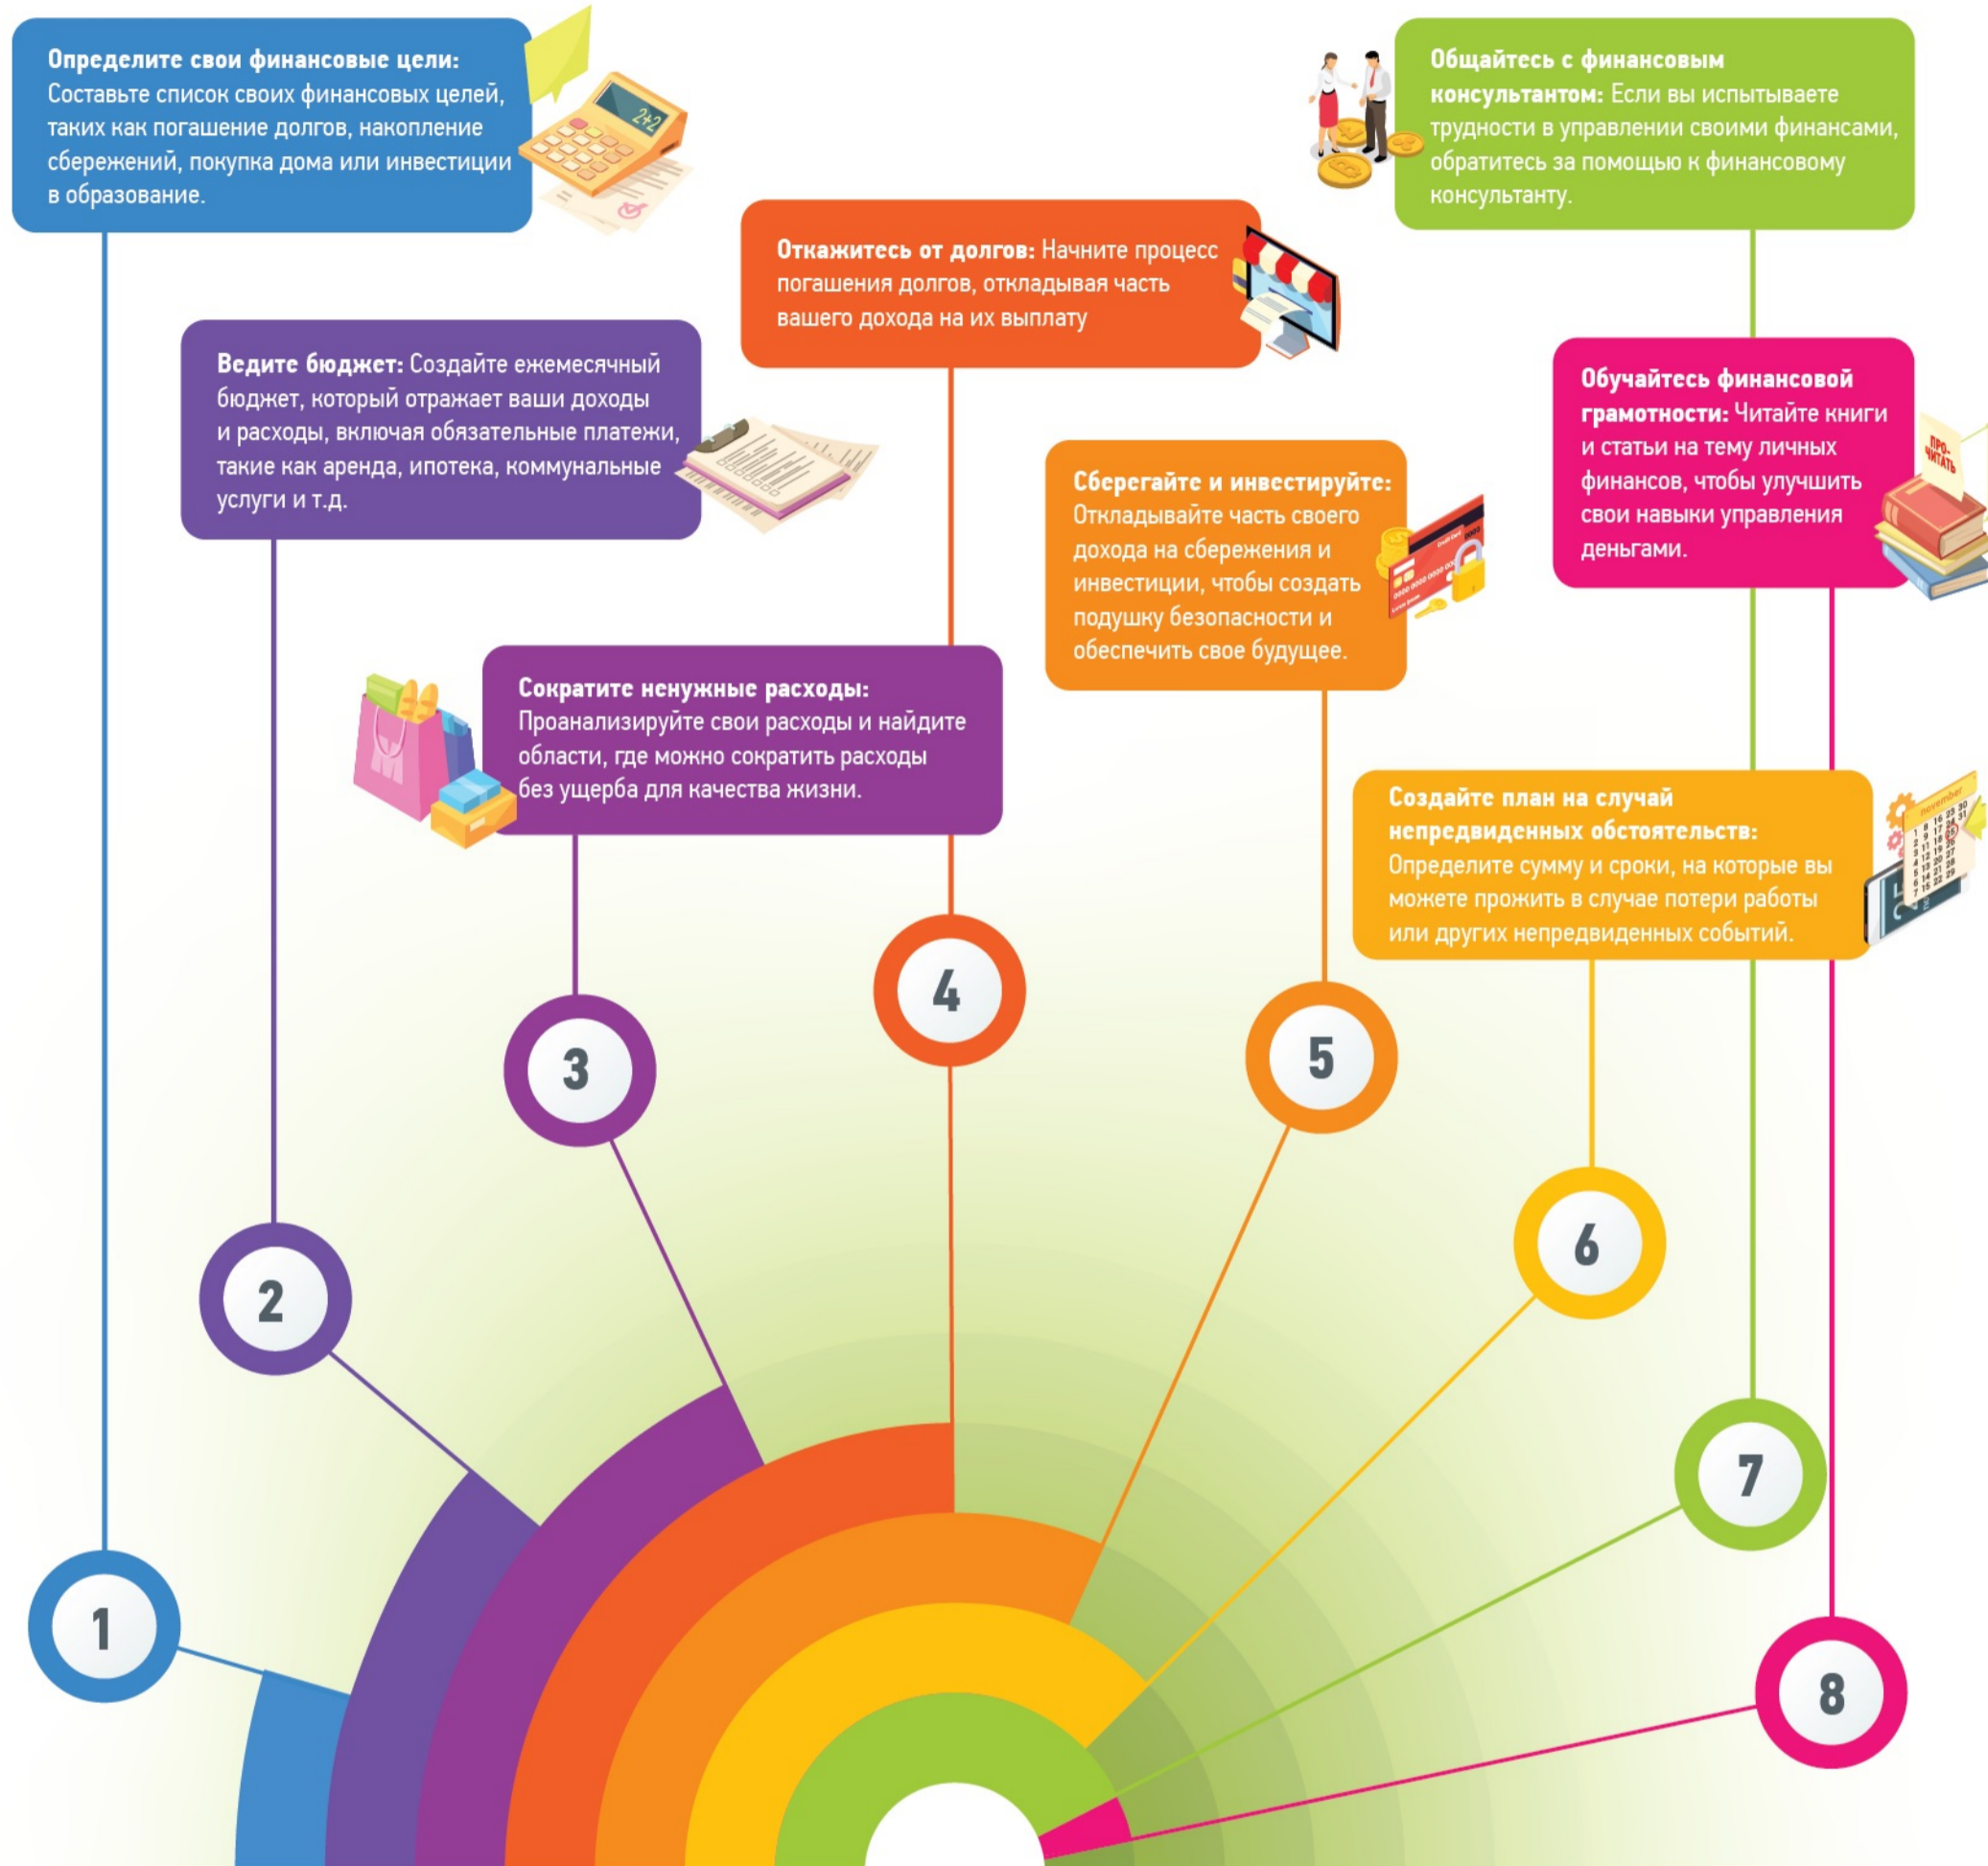 Определите свои финансовые цели:
Составьте список своих финансовых целей,
таких как погашение долгов, накопление
сбережений, покупка дома или инвестиции
в образование.
2+2
Ведите бюджет: Создайте ежемесячный
бюджет, который отражает ваши доходы
и расходы, включая обязательные платежи,
такие как аренда, ипотека, коммунальные
услуги и т.д.
Сократите ненужные расходы:
Проанализируйте свои расходы и найдите
области, где можно сократить расходы
без ущерба для качества жизни.
Откажитесь от долгов: Начните процесс
погашения долгов, откладывая часть
вашего дохода на их выплату
Сберегайте и инвестируйте:
Откладывайте часть своего
дохода на сбережения и
инвестиции, чтобы создать
подушку безопасности и
обеспечить свое будущее.
Создайте план на случай
непредвиденных обстоятельств:
Определите сумму и сроки, на которые вы
можете прожить в случае потери работы
или других непредвиденных событий.
november
Общайтесь с финансовым
консультантом: Если вы испытываете
трудности в управлении своими финансами,
обратитесь за помощью к финансовому
консультанту.
Обучайтесь финансовой
грамотности: Читайте книги
и статьи на тему личных
финансов, чтобы улучшить
свои навыки управления
деньгами.
ПРО-
ЧИТАТЬ
1
2
3
4
5
6
7
8